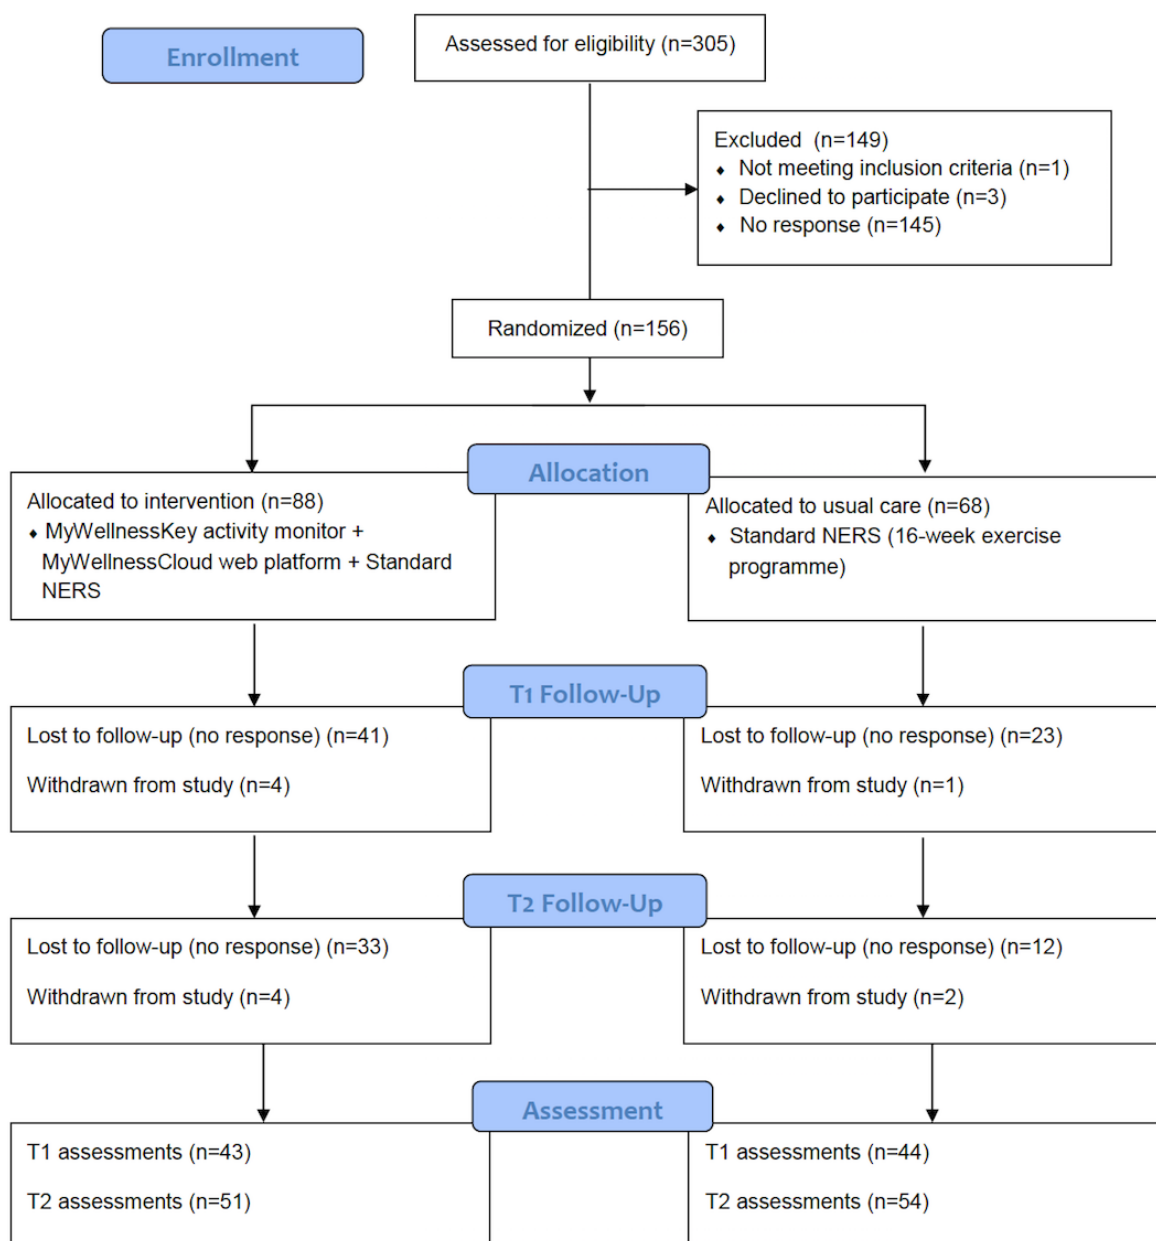 Enrollment
Assessed for eligibility (n=305)
Excluded (n=149)
⬧ Not meeting inclusion criteria (n=1)
⬧ Declined to participate (n=3)
⬧ No response (n=145)
Randomized (n=156)
Allocation
Allocated to intervention (n=88)
⬧ MyWellnessKey activity monitor +
MyWellnessCloud web platform + Standard
NERS
Allocated to usual care (n=68)
⬧ Standard NERS (16-week exercise
programme)
T1 Follow-Up
Lost to follow-up (no response) (n=41)
Withdrawn from study (n=4)
Lost to follow-up (no response) (n=23)
Withdrawn from study (n=1)
T2 Follow-Up
Lost to follow-up (no response) (n=33)
Withdrawn from study (n=4)
Lost to follow-up (no response) (n=12)
Withdrawn from study (n=2)
Assessment
T1 assessments (n=43)
T2 assessments (n=51)
T1 assessments (n=44)
T2 assessments (n=54)